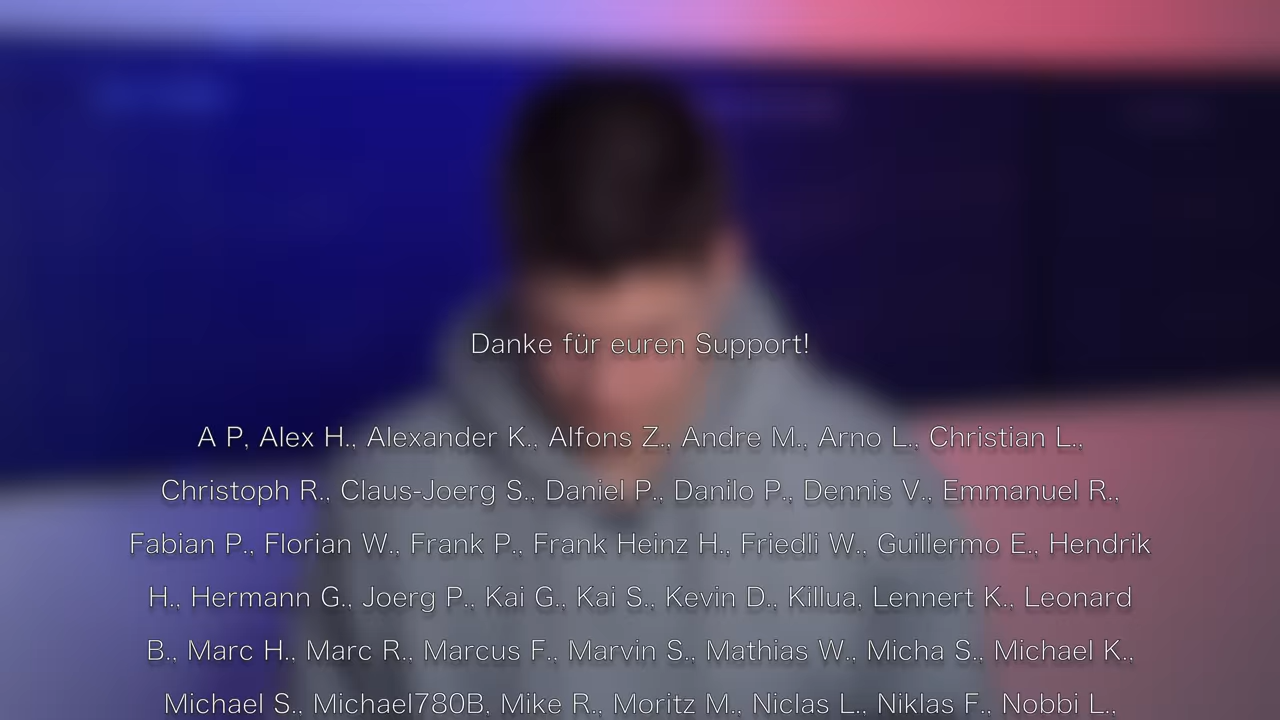 Danke für euren Support!
A P, Alex H., Alexander K., Alfons Z., Andre M., Arno L., Christian L.,
Christoph R., Claus-Joerg S., Daniel P., Danilo P., Dennis V., Emmanuel R.,
Fabian P., Florian W., Frank P., Frank Heinz H., Friedli W., Guillermo E., Hendrik
H., Hermann G., Joerg P., Kai G., Kai S., Kevin D., Killua, Lennert K., Leonard
B., Marc H., Marc R., Marcus F., Marvin S., Mathias W., Micha S., Michael K.,
Michael S., Michael780B, Mike R., Moritz M., Niclas L., Niklas F., Nobbi L.,